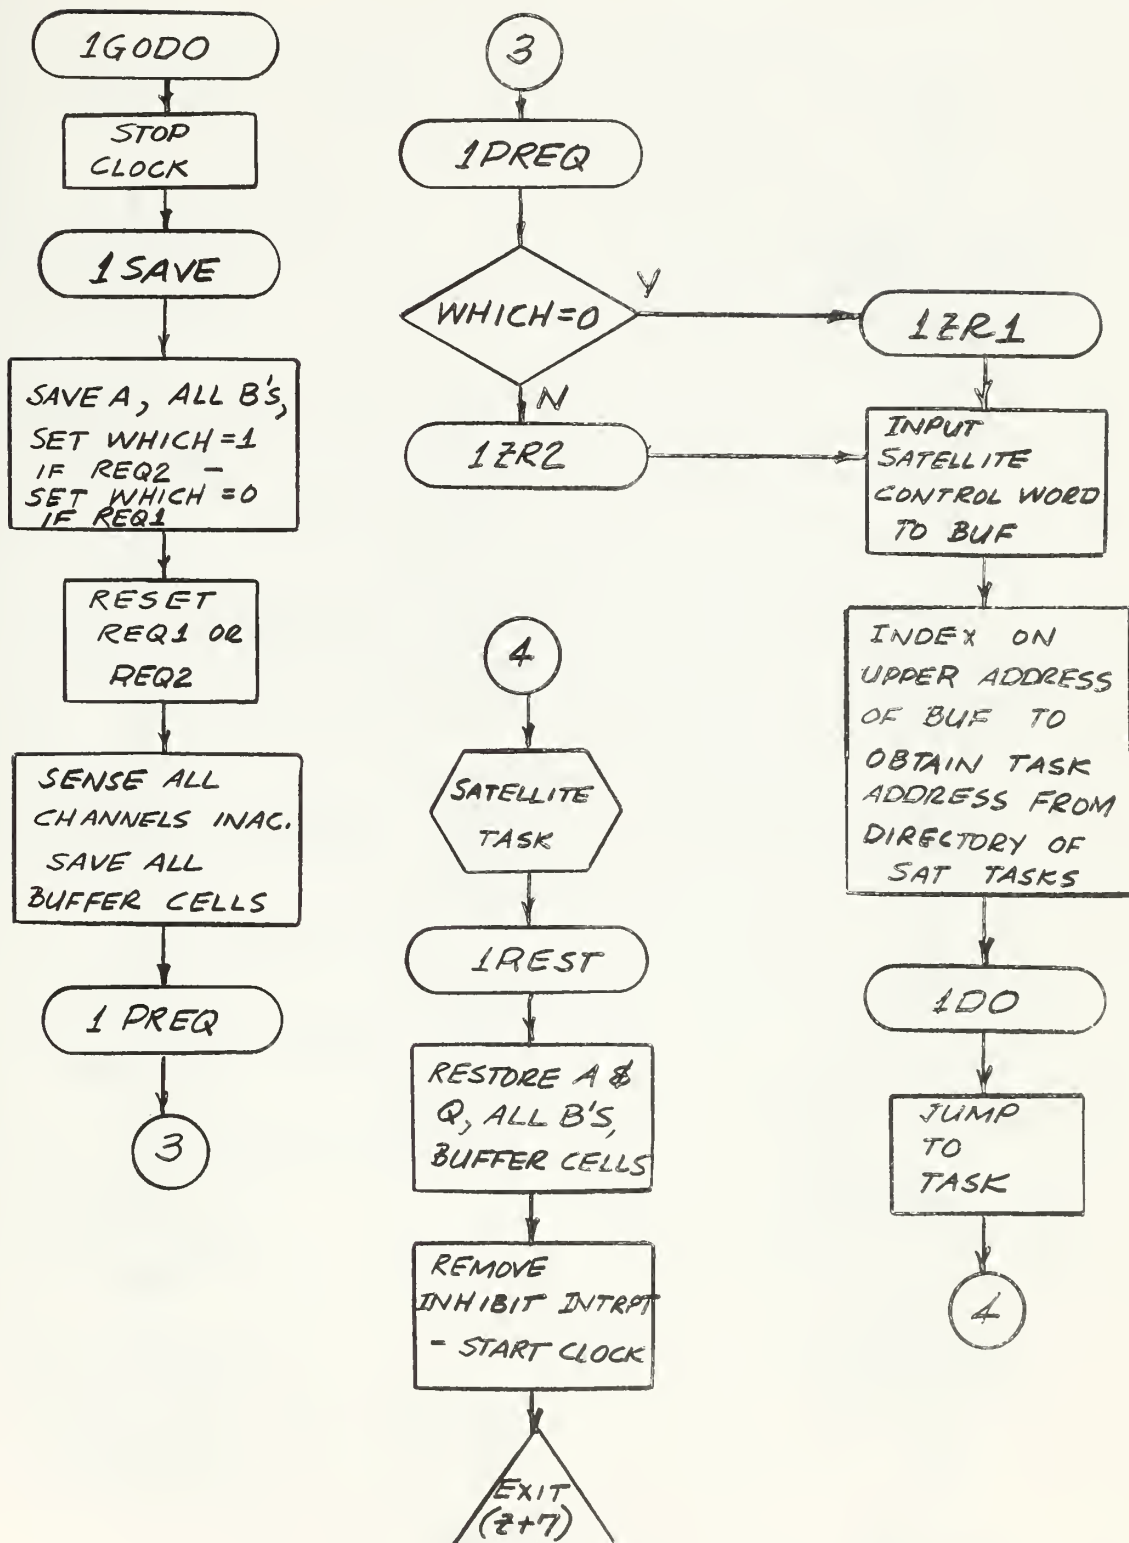 1GODO
STOP
CLOCK
1 SAVE
SAVE A, ALL B'S,
SET WHICH=1
IF REQ2 -
SET WHICH=0
IF REQ1
RESET
REQ1 OR
REQ2
SENSE ALL
CHANNELS INAC.
SAVE ALL
BUFFER CELLS
1 PREQ
3
3
1PREQ
WHICH=0
Y
N
1ZR2
4
SATELLITE
TASK
1REST
RESTORE A &
Q, ALL B'S,
BUFFER CELLS
REMOVE
INHIBIT INTRPT
- START CLOCK
EXIT
(Z+7)
1ZR1
INPUT
SATELLITE
CONTROL WORD
TO BUF
INDEX ON
UPPER ADDRESS
OF BUF TO
OBTAIN TASK
ADDRESS FROM
DIRECTORY OF
SAT TASKS
1DO
JUMP
TO
TASK
4